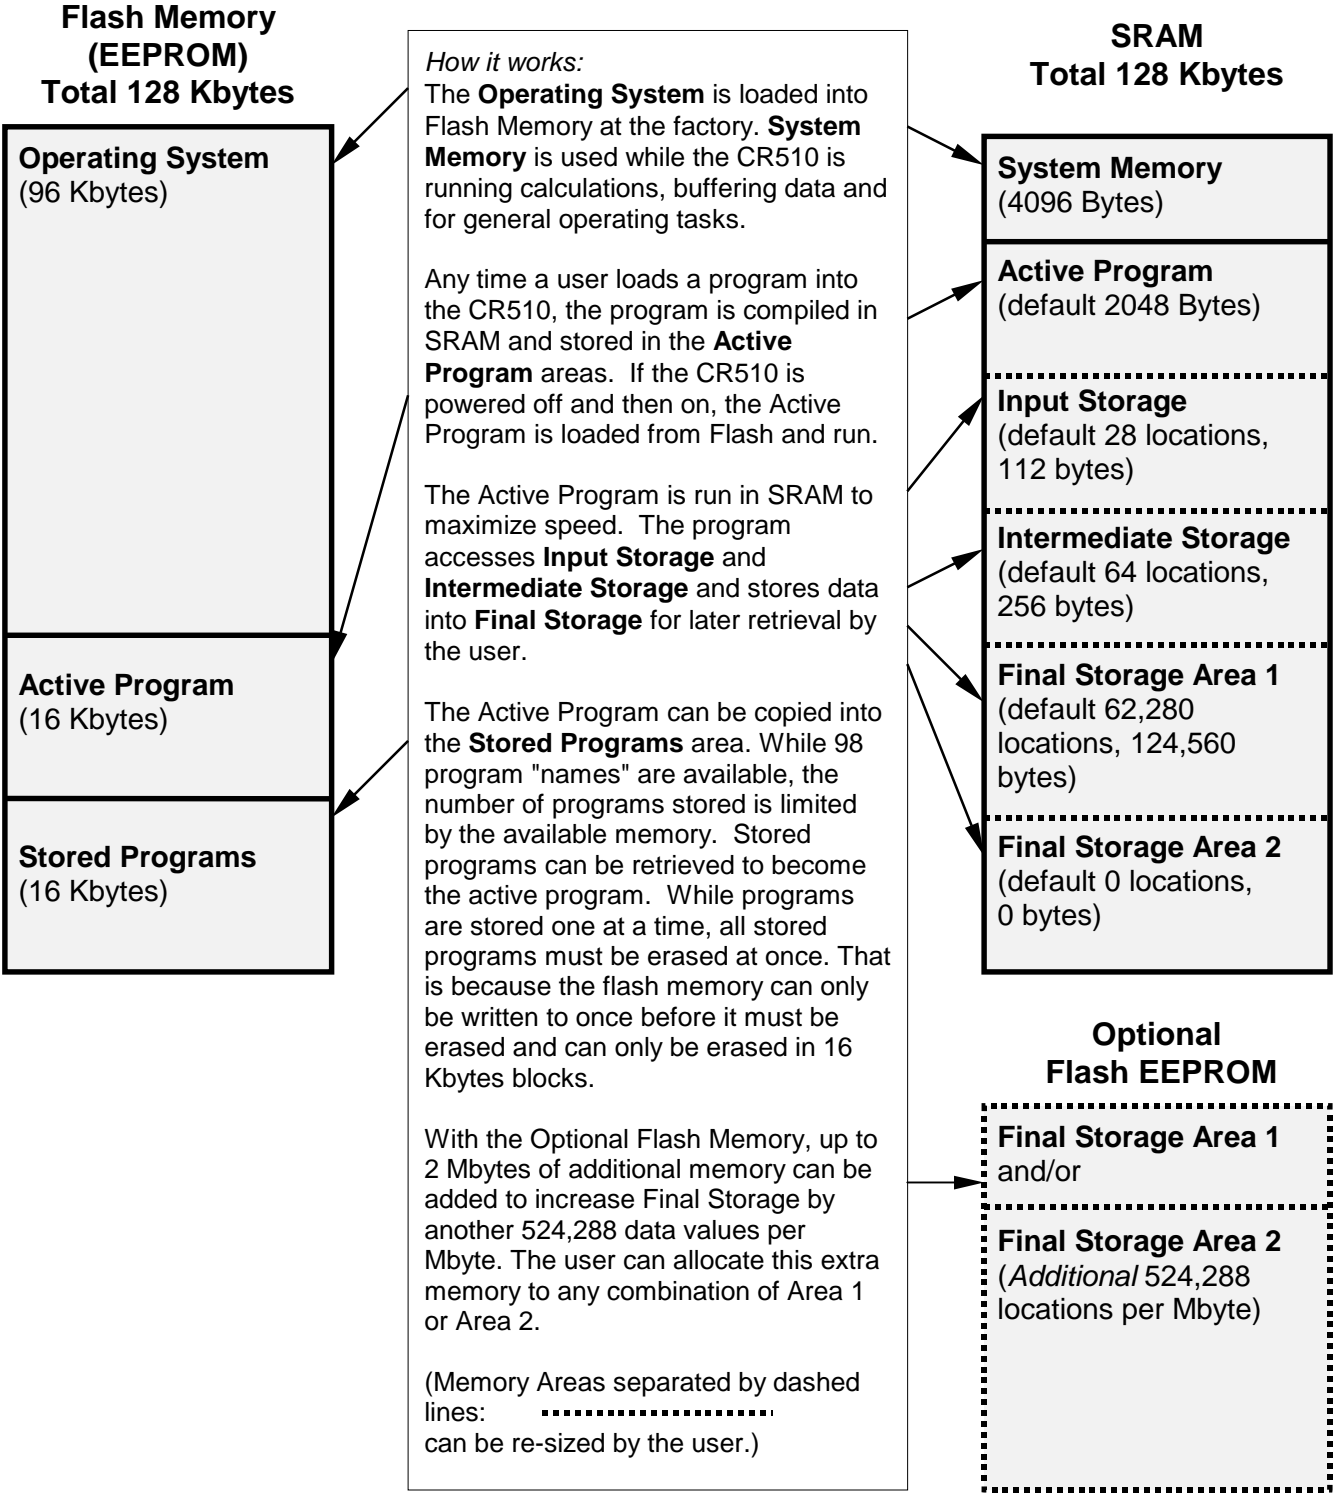 Flash Memory
(EEPROM)
Total 128 Kbytes
Operating System
(96 Kbytes)
Active Program
(16 Kbytes)
Stored Programs
(16 Kbytes)
How it works:
The Operating System is loaded into
Flash Memory at the factory. System
Memory is used while the CR510 is
running calculations, buffering data and
for general operating tasks.
Any time a user loads a program into
the CR510, the program is compiled in
SRAM and stored in the Active
Program areas.  If the CR510 is
powered off and then on, the Active
Program is loaded from Flash and run.
The Active Program is run in SRAM to
maximize speed.  The program
accesses Input Storage and
Intermediate Storage and stores data
into Final Storage for later retrieval by
the user.
The Active Program can be copied into
the Stored Programs area. While 98
program "names" are available, the
number of programs stored is limited
by the available memory.  Stored
programs can be retrieved to become
the active program.  While programs
are stored one at a time, all stored
programs must be erased at once. That
is because the flash memory can only
be written to once before it must be
erased and can only be erased in 16
Kbytes blocks.
With the Optional Flash Memory, up to
2 Mbytes of additional memory can be
added to increase Final Storage by
another 524,288 data values per
Mbyte. The user can allocate this extra
memory to any combination of Area 1
or Area 2.
(Memory Areas separated by dashed
lines:
can be re-sized by the user.)
SRAM
Total 128 Kbytes
System Memory
(4096 Bytes)
Active Program
(default 2048 Bytes)
Input Storage
(default 28 locations,
112 bytes)
Intermediate Storage
(default 64 locations,
256 bytes)
Final Storage Area 1
(default 62,280
locations, 124,560
bytes)
Final Storage Area 2
(default 0 locations,
0 bytes)
Optional
Flash EEPROM
Final Storage Area 1
and/or
Final Storage Area 2
(Additional 524,288
locations per Mbyte)